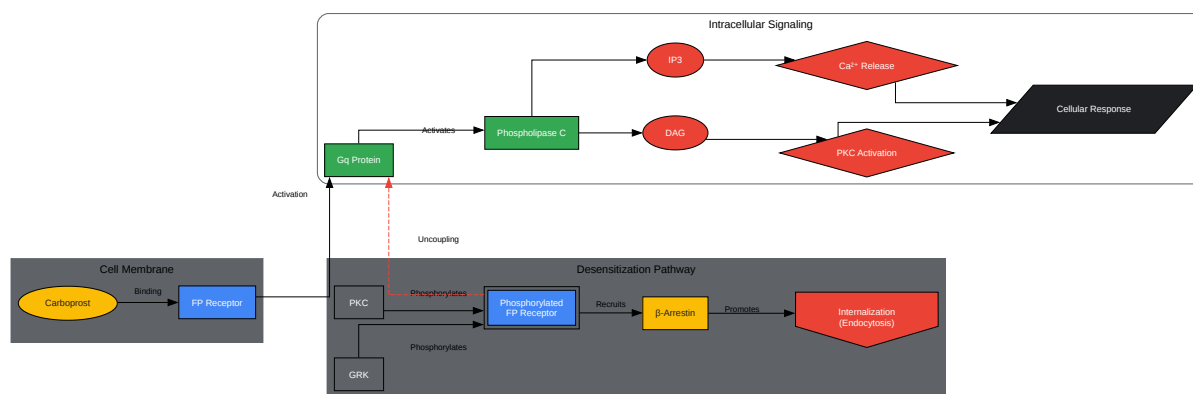 Intracellular Signaling
IP3
Ca²⁺ Release
Cellular Response
Activates
Phospholipase C
DAG
PKC Activation
Gq Protein
Activation
Uncoupling
Cell Membrane
Carboprost
Binding
FP Receptor
Desensitization Pathway
PKC
Phosphorylates
Phosphorylated
FP Receptor
Recruits
β-Arrestin
Promotes
Internalization
(Endocytosis)
Phosphorylates
GRK